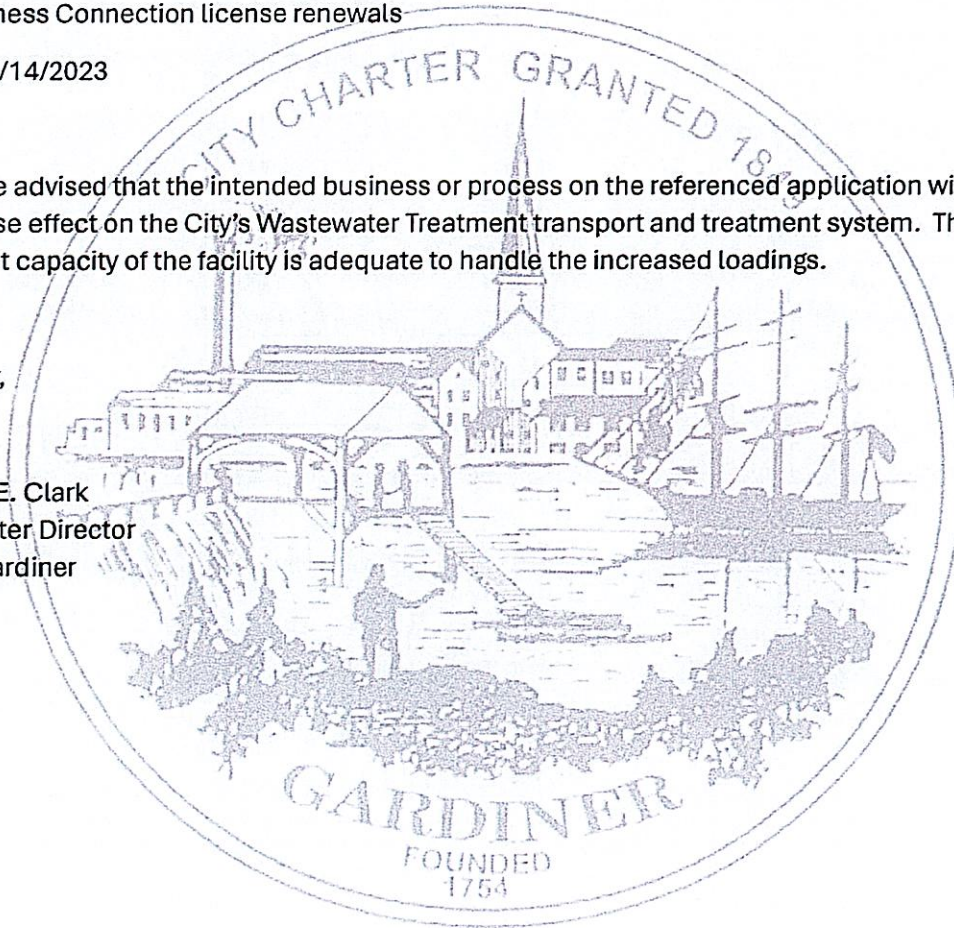 ness Connection license renewals
/14/2023
CITY CHARTER GRANTED
e advised that the intended business or process on the referenced application wi
se effect on the City's Wastewater Treatment transport and treatment system. Th
t capacity of the facility is adequate to handle the increased loadings.
,
E. Clark
ter Director
ardiner
GARDINER
FOUNDED
1754